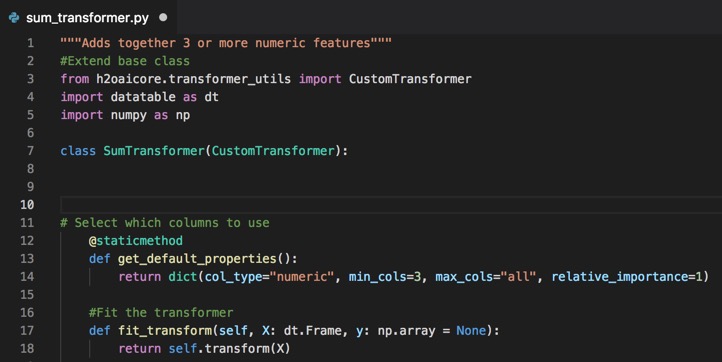 sum_transformer.py
1 """Adds together 3 or more numeric features"""
2 #Extend base class
3 from h2oaicore.transformer_utils import CustomTransformer
4 import datatable as dt
5 import numpy as np
6
7 class SumTransformer(CustomTransformer):
8
9
10
11 # Select which columns to use
12 @staticmethod
13 def get_default_properties():
14 return dict(col_type="numeric", min_cols=3, max_cols="all", relative_importance=1)
15
16 #Fit the transformer
17 def fit_transform(self, X: dt.Frame, y: np.array = None):
18 return self.transform(X)